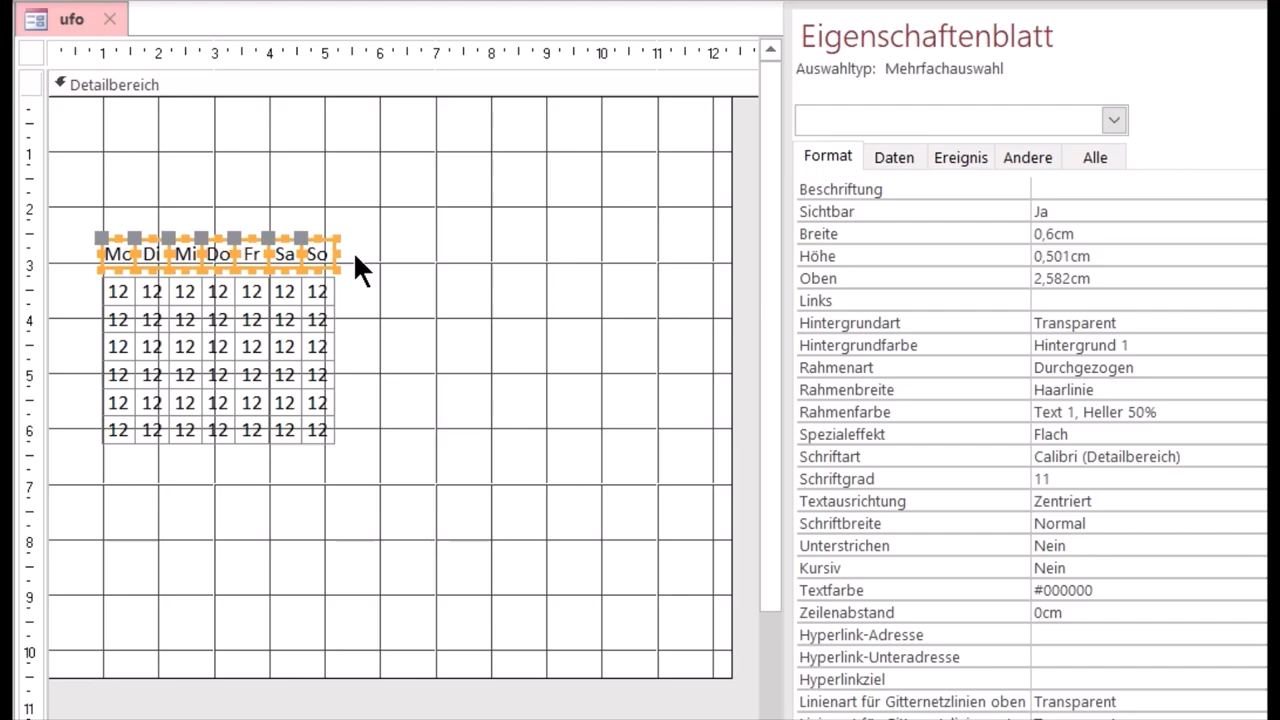 ufo
1 2 3 4 5 6 7 8 9 10 11 12
Detailbereich
1
2
3
4
5
6
7
8
9
10
11
Mo Di Mi Do Fr Sa So
12 12 12 12 12 12 12
12 12 12 12 12 12 12
12 12 12 12 12 12 12
12 12 12 12 12 12 12
12 12 12 12 12 12 12
12 12 12 12 12 12 12
Eigenschaftenblatt
Auswahltyp: Mehrfachauswahl
Format Daten Ereignis Andere Alle
Beschriftung
Sichtbar Ja
Breite 0,6cm
Höhe 0,501cm
Oben 2,582cm
Links
Hintergrundart Transparent
Hintergrundfarbe Hintergrund 1
Rahmenart Durchgezogen
Rahmenbreite Haarlinie
Rahmenfarbe Text 1, Heller 50%
Spezialeffekt Flach
Schriftart Calibri (Detailbereich)
Schriftgrad 11
Textausrichtung Zentriert
Schriftbreite Normal
Unterstrichen Nein
Kursiv Nein
Textfarbe #000000
Zeilenabstand 0cm
Hyperlink-Adresse
Hyperlink-Unteradresse
Hyperlinkziel
Linienart für Gitternetzlinien oben Transparent